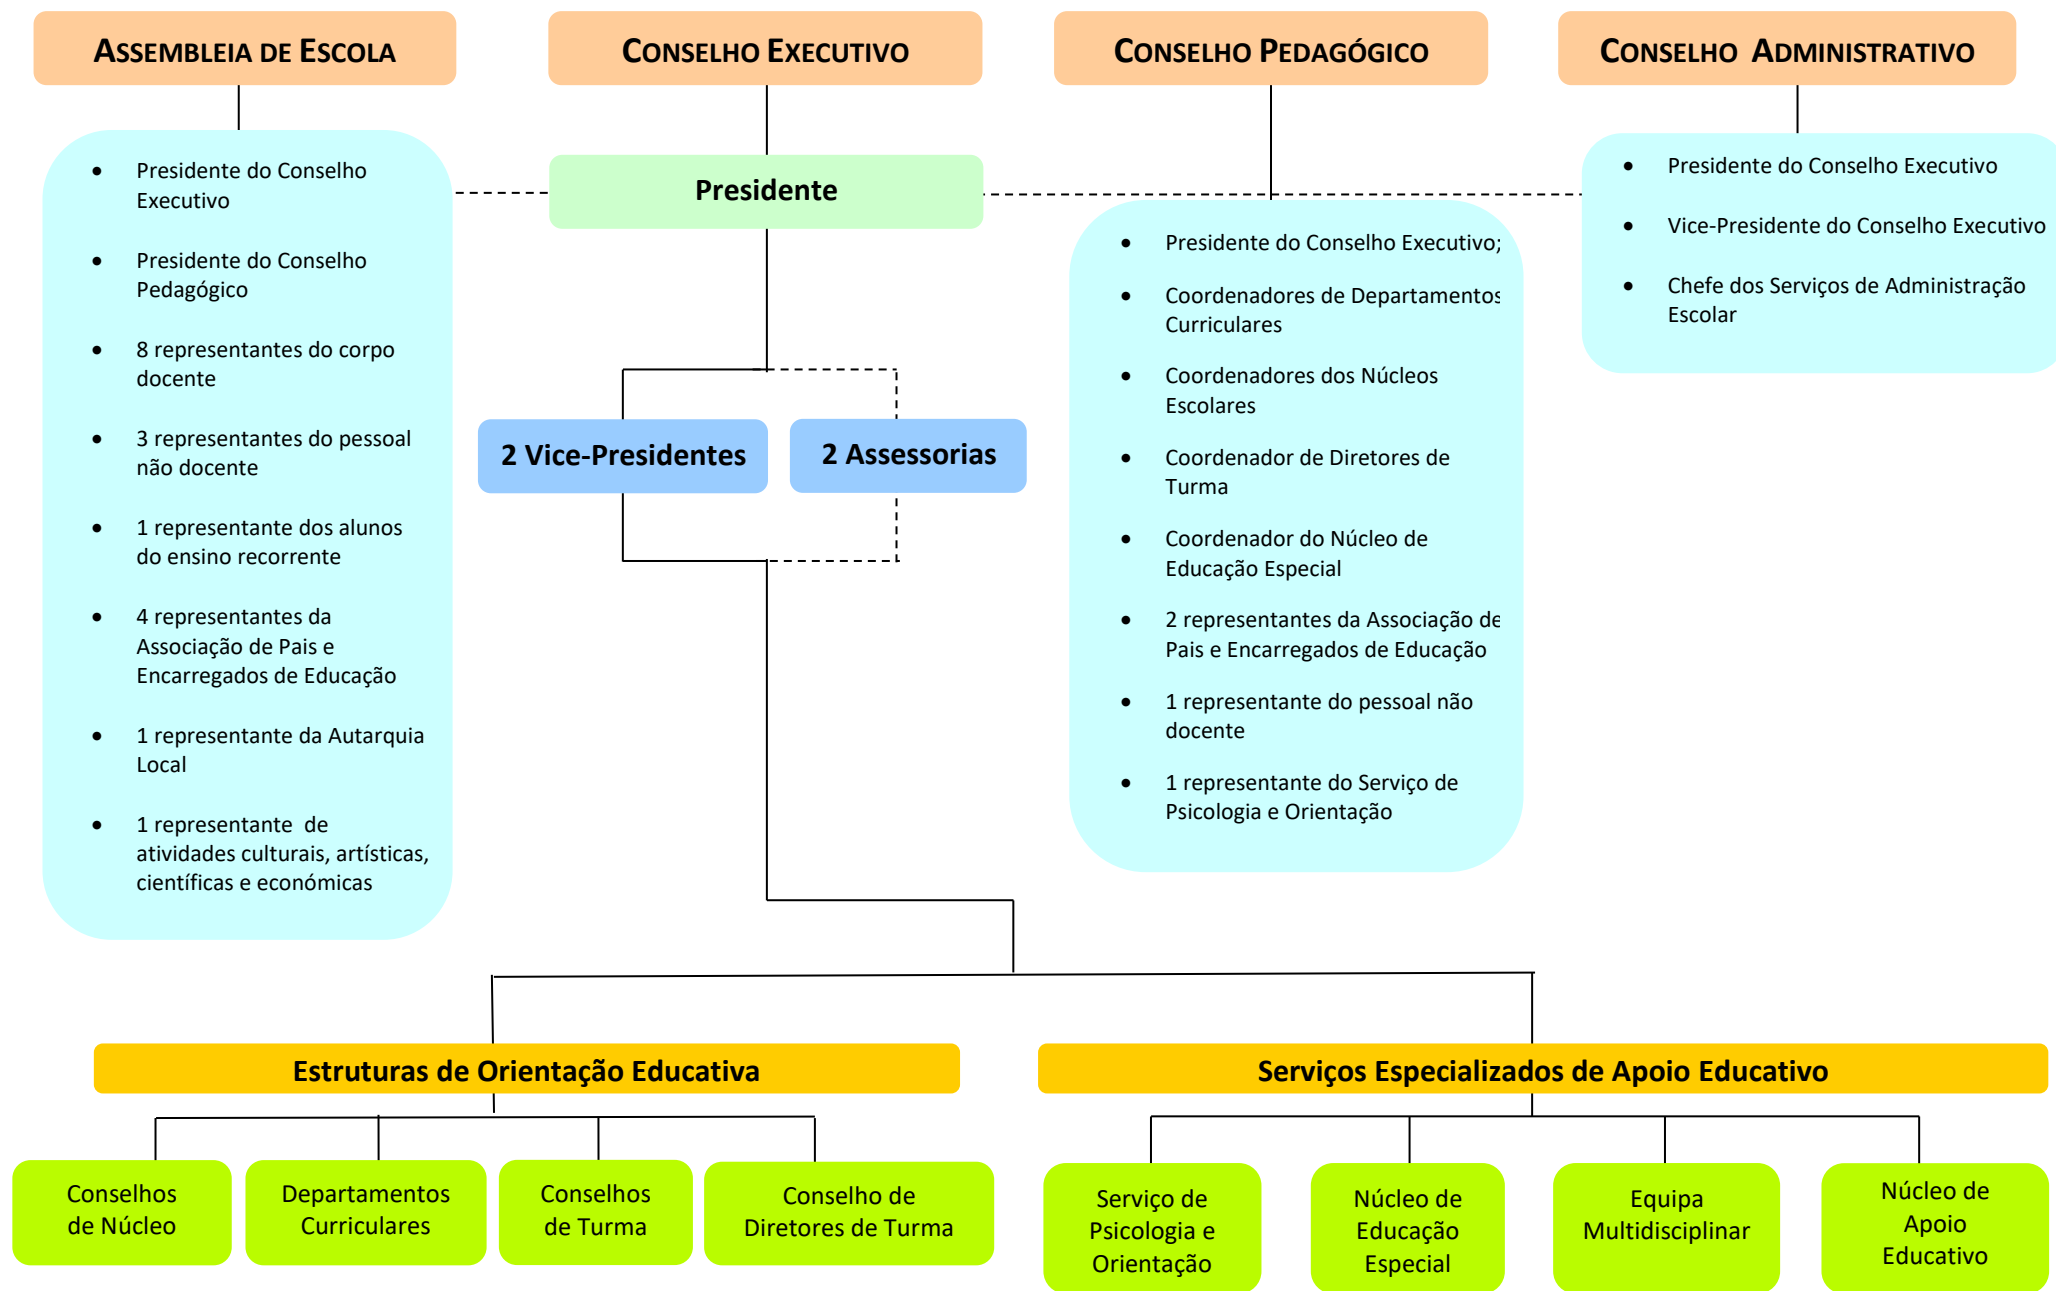 ASSEMBLEIA DE ESCOLA
CONSELHO EXECUTIVO
CONSELHO PEDAGÓGICO
CONSELHO ADMINISTRATIVO
• Presidente do Conselho
Executivo
• Presidente do Conselho
Pedagógico
• 8 representantes do corpo
docente
• 3 representantes do pessoal
não docente
• 1 representante dos alunos
do ensino recorrente
• 4 representantes da
Associação de Pais e
Encarregados de Educação
• 1 representante da Autarquia
Local
• 1 representante de
atividades culturais, artísticas,
científicas e económicas
Presidente
2 Vice-Presidentes
2 Assessorias
• Presidente do Conselho Executivo;
• Coordenadores de Departamentos
Curriculares
• Coordenadores dos Núcleos
Escolares
• Coordenador de Diretores de
Turma
• Coordenador do Núcleo de
Educação Especial
• 2 representantes da Associação de
Pais e Encarregados de Educação
• 1 representante do pessoal não
docente
• 1 representante do Serviço de
Psicologia e Orientação
• Presidente do Conselho Executivo
• Vice-Presidente do Conselho Executivo
• Chefe dos Serviços de Administração
Escolar
Estruturas de Orientação Educativa
Serviços Especializados de Apoio Educativo
Conselhos
de Núcleo
Departamentos
Curriculares
Conselhos
de Turma
Conselho de
Diretores de Turma
Serviço de
Psicologia e
Orientação
Núcleo de
Educação
Especial
Equipa
Multidisciplinar
Núcleo de
Apoio
Educativo